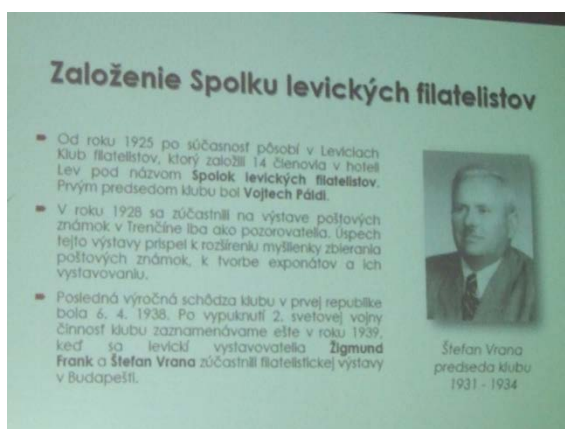 Založenie Spolku levických filatelistov
Od roku 1925 po súčasnosť pôsobí v Leviciach
Klub filatelistov, ktorý založili 14 členovia v hoteli
Lev pod názvom Spolok levických filatelistov.
Prvým predsedom klubu bol Vojtech Páldi.
V roku 1928 sa zúčastnili na výstave poštových
známok v Trenčíne iba ako pozorovatelia. Úspech
tejto výstavy prispel k rozšíreniu myšlienky zbierania
poštových známok, k tvorbe exponátov a ich
vystavovaniu.
Posledná výročná schôdza klubu v prvej republike
bola 6. 4. 1938. Po vypuknutí 2. svetovej vojny
činnosť klubu zaznamenávame ešte v roku 1939,
keď sa levickí vystavovatelia Žigmund
Frank a Štefan Vrana zúčastnili filatelistickej výstavy
v Budapešti.
Štefan Vrana
predseda klubu
1931 - 1934